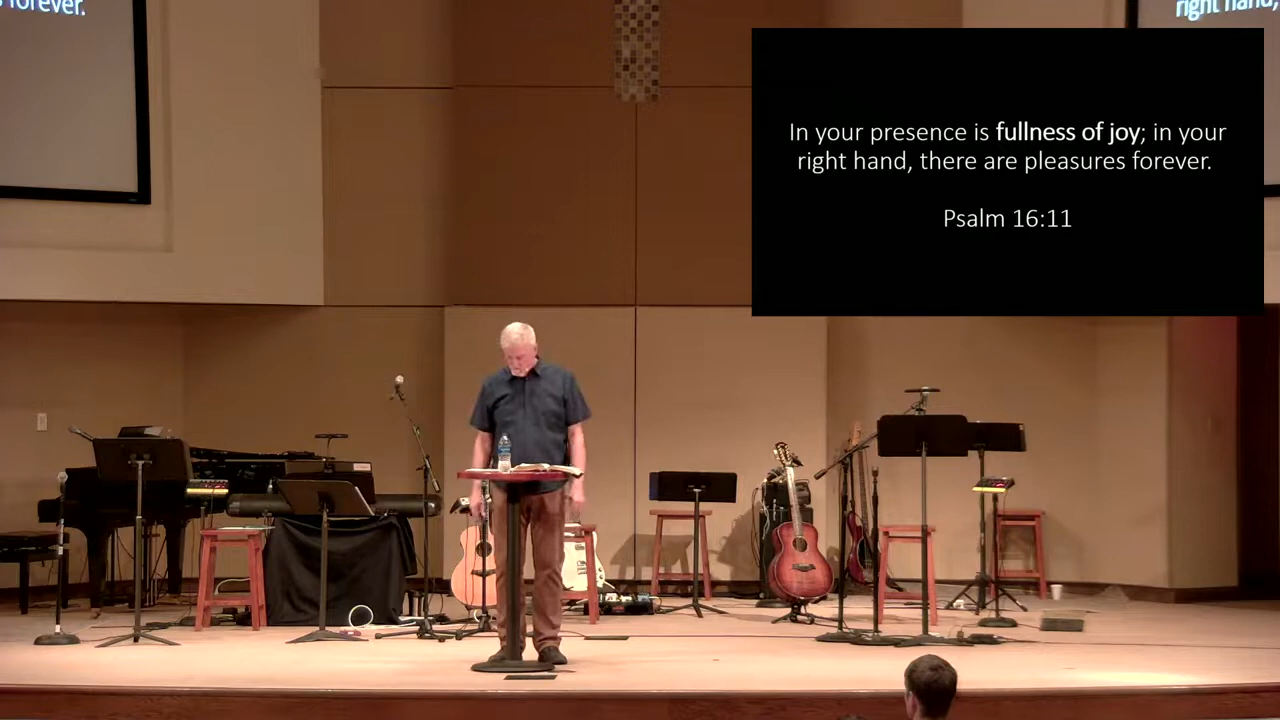 forever.
right hand,
In your presence is fullness of joy; in your
right hand, there are pleasures forever.
Psalm 16:11